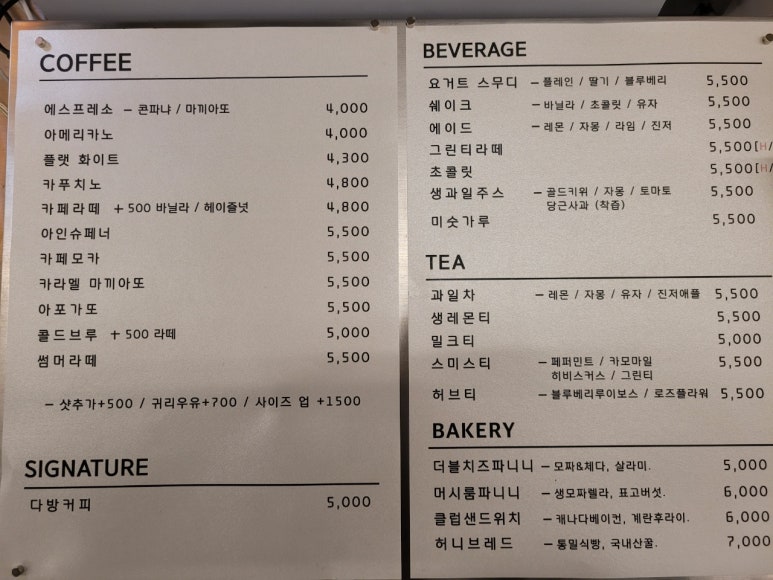 COFFEE
에스프레소 - 콘파냐 / 마끼아또 4,000
아메리카노 4,000
플랫 화이트 4,300
카푸치노 4,800
카페라떼 +500 바닐라 / 헤이즐넛 4,800
아인슈페너 5,500
카페모카 5,500
카라멜 마끼아또 5,500
아포가또 5,500
콜드브루 +500 라떼 5,000
썸머라떼 5,500
- 샷추가+500 / 귀리우유+700 / 사이즈 업 +1500
SIGNATURE
다방커피 5,000
BEVERAGE
요거트 스무디 - 플레인 / 딸기 / 블루베리 5,500
쉐이크 - 바닐라 / 초콜릿 / 유자 5,500
에이드 - 레몬 / 자몽 / 라임 / 진저 5,500
그린티라떼 5,500[H/
초콜릿 5,500[H/
생과일주스 - 골드키위 / 자몽 / 토마토 5,500
당근사과 (착즙)
미숫가루 5,500
TEA
과일차 - 레몬 / 자몽 / 유자 / 진저애플 5,500
생레몬티 5,500
밀크티 5,000
스미스티 - 페퍼민트 / 카모마일 5,500
히비스커스 / 그린티
허브티 - 블루베리루이보스 / 로즈플라워 5,500
BAKERY
더블치즈파니니 - 모짜&체다, 살라미. 5,000
머시룸파니니 - 생모짜렐라, 표고버섯. 6,000
클럽샌드위치 - 캐나다베이컨, 계란후라이. 6,000
허니브레드 - 통밀식빵, 국내산꿀. 7,000